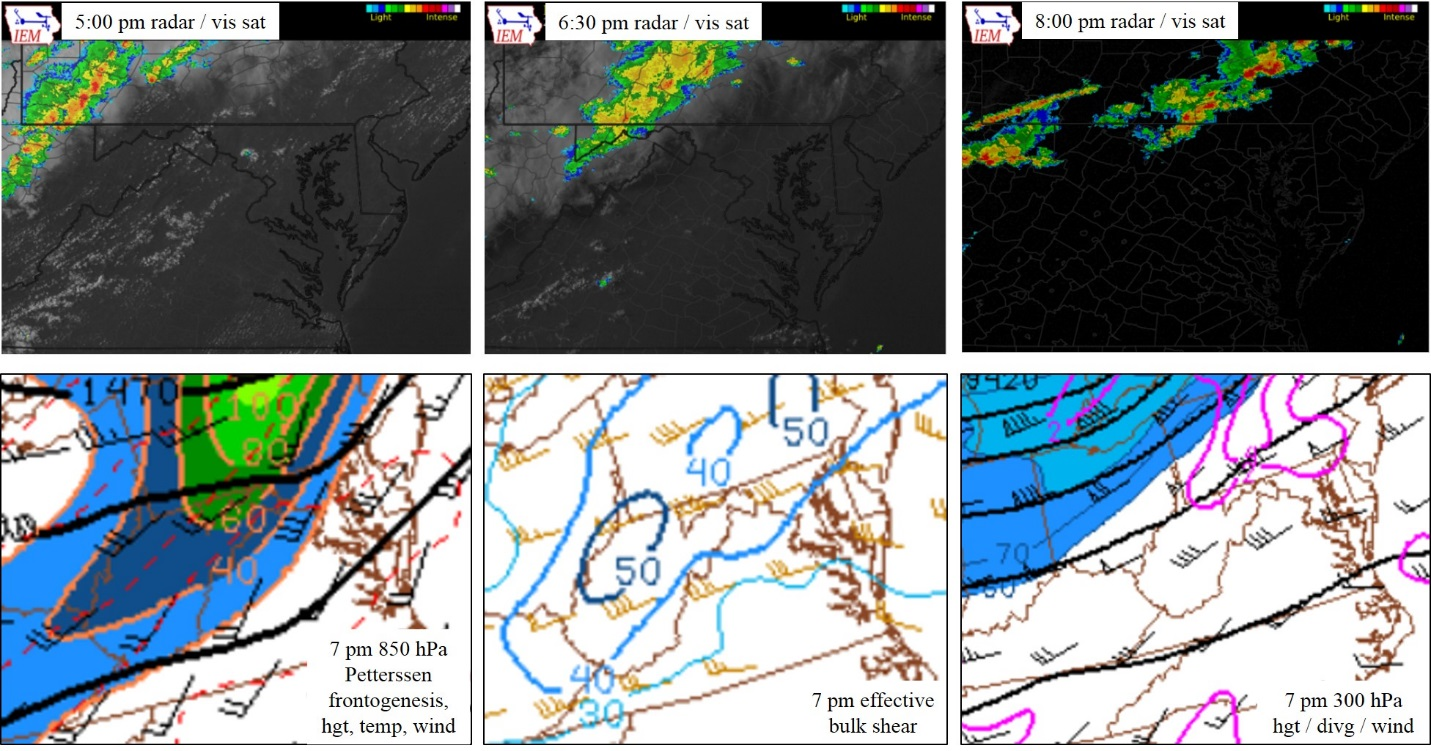 IEM
5:00 pm radar / vis sat
Light Intense
IEM
6:30 pm radar / vis sat
Light Intense
IEM
8:00 pm radar / vis sat
Light Intense
1470
100
80
60
40
7 pm 850 hPa
Petterssen
frontogenesis,
hgt, temp, wind
50
40
50
40
30
7 pm effective
bulk shear
9420
2
70
60
7 pm 300 hPa
hgt / divg / wind